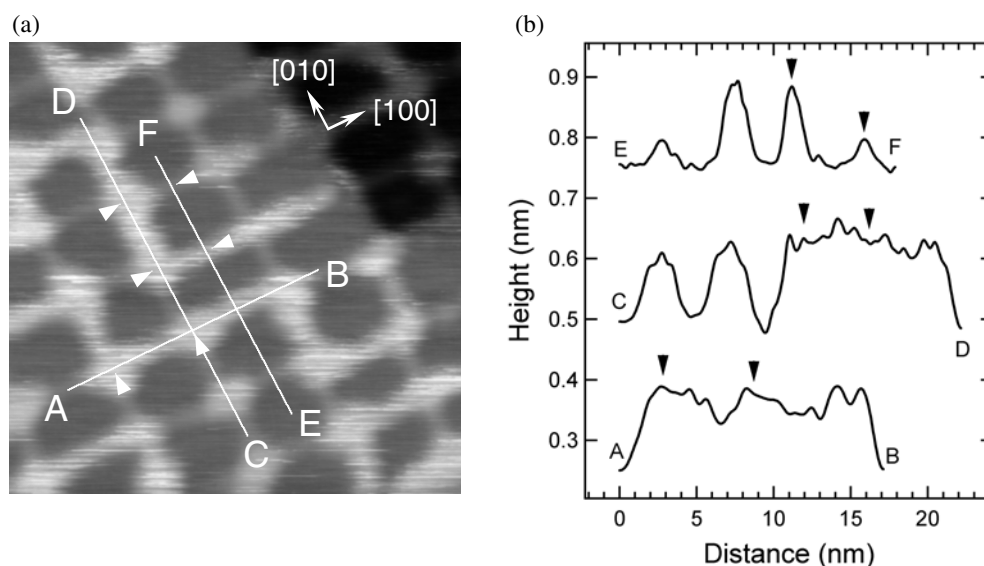 (a)
(b)
[010]
[100]
D
F
B
A
E
C
Height (nm)
0.9
0.8
0.7
0.6
0.5
0.4
0.3
E
F
C
D
A
B
0
5
10
15
20
Distance (nm)